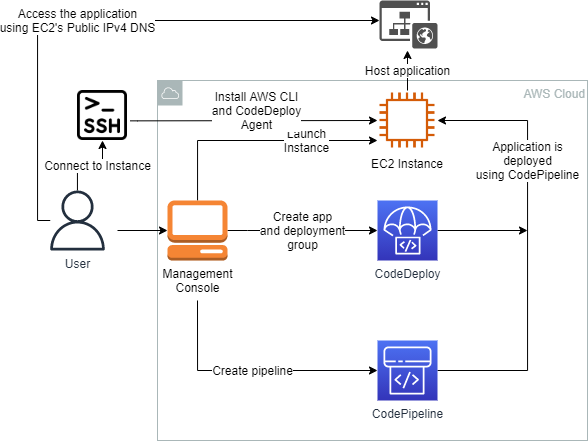 Access the application
using EC2's Public IPv4 DNS
Host application
AWS Cloud
Install AWS CLI
and CodeDeploy
Agent
>_
SSH
Launch
Instance
EC2 Instance
Application is
deployed
using CodePipeline
Connect to Instance
User
Create app
and deployment
group
</>
CodeDeploy
Management
Console
Create pipeline
</>
CodePipeline